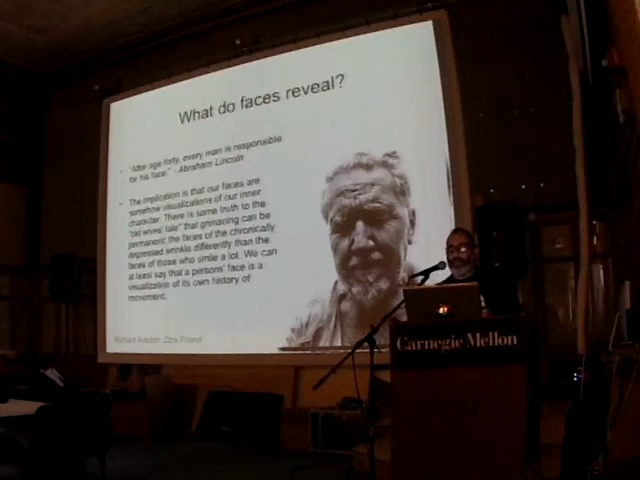 What do faces reveal?
"After age forty, every man is responsible
for his face." - Abraham Lincoln
The implication is that our faces are
somehow visualizations of our inner
character. There is some truth to the
"old wives' tale" that grimacing can be
permanent: the faces of the chronically
depressed wrinkle differently than the
faces of those who smile a lot. We can
at least say that a persons' face is a
visualization of its own history of
movement.
Richard Avedon, Ezra Pound
Carnegie Mellon